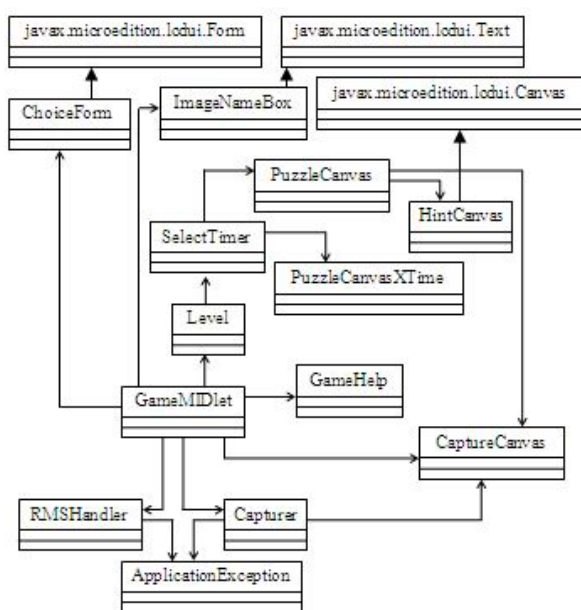 javax.microedition.lcdui.Form
javax.microedition.lcdui.Text
javax.microedition.lcdui.Canvas
ChoiceForm
ImageNameBox
PuzzleCanvas
HintCanvas
SelectTimer
PuzzleCanvasXTime
Level
GameHelp
GameMIDlet
CaptureCanvas
RMSHandler
Capturer
ApplicationException